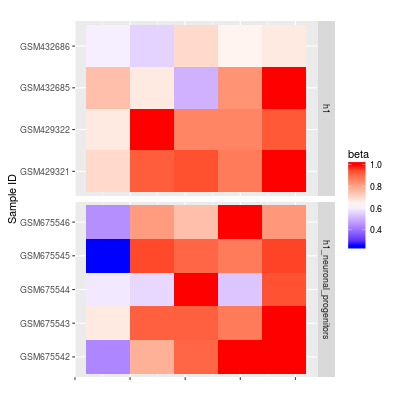 GSM432686
GSM432685
GSM429322
GSM429321
h1
GSM675546
GSM675545
GSM675544
GSM675543
GSM675542
h1_neuronal_progenitors
Sample ID
beta
1.0
0.8
0.6
0.4